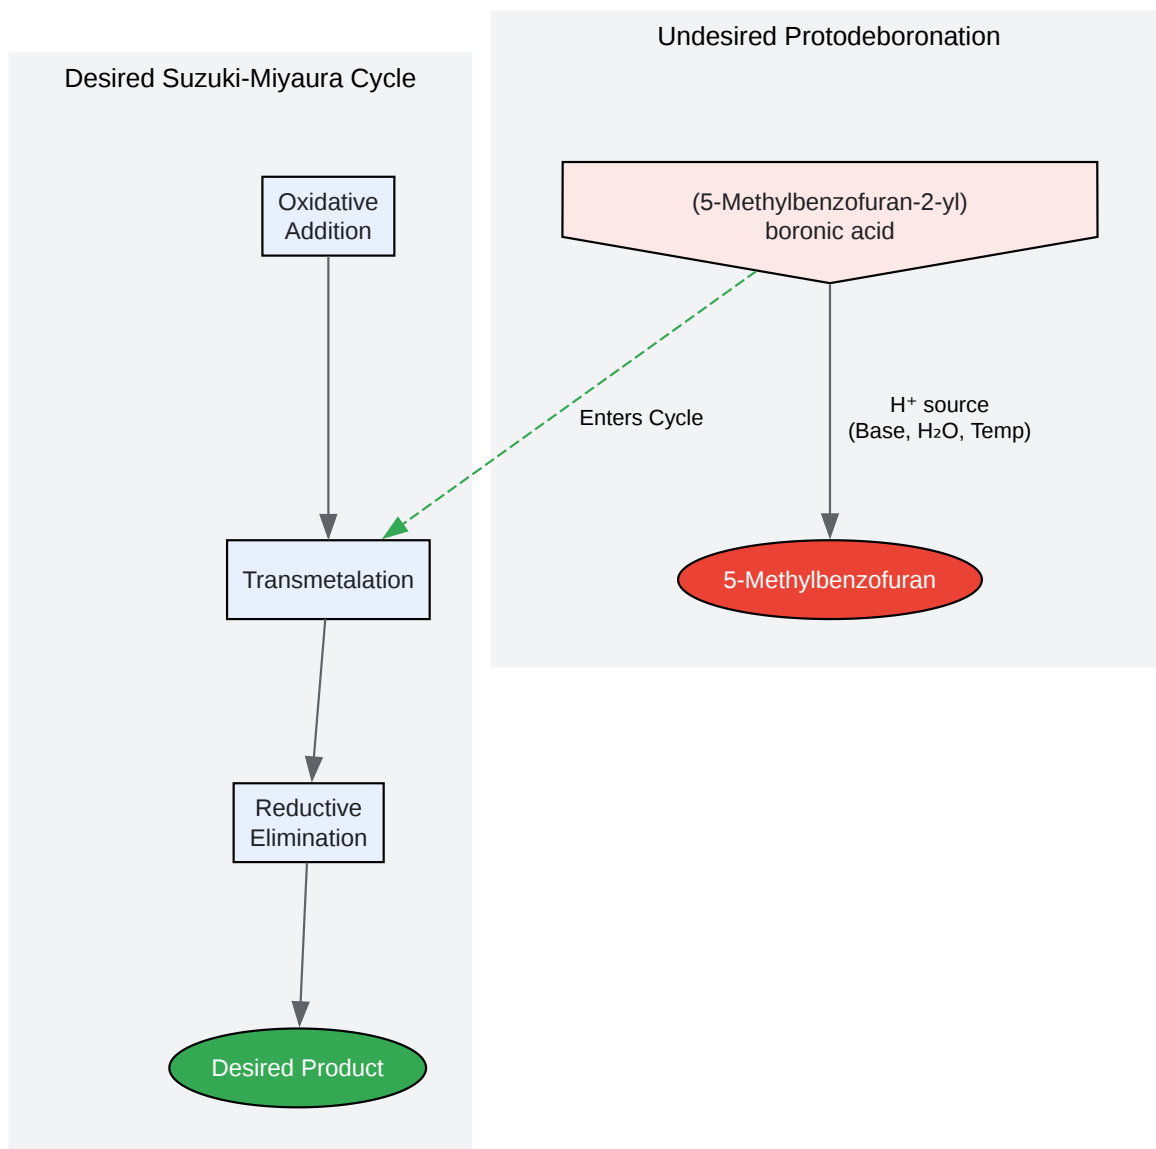 Undesired Protodeboronation
Desired Suzuki-Miyaura Cycle
Oxidative
Addition
(5-Methylbenzofuran-2-yl)
boronic acid
Enters Cycle
H⁺ source
(Base, H₂O, Temp)
Transmetalation
5-Methylbenzofuran
Reductive
Elimination
Desired Product